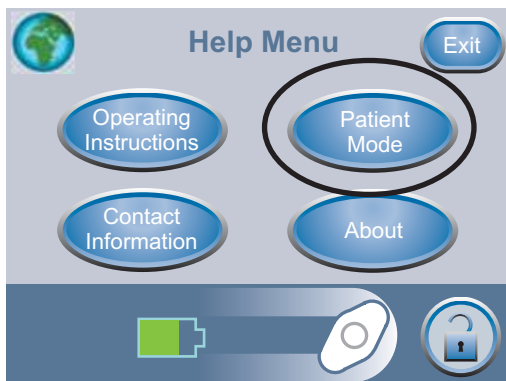 Help Menu
Exit
Operating
Instructions
Patient
Mode
Contact
Information
About